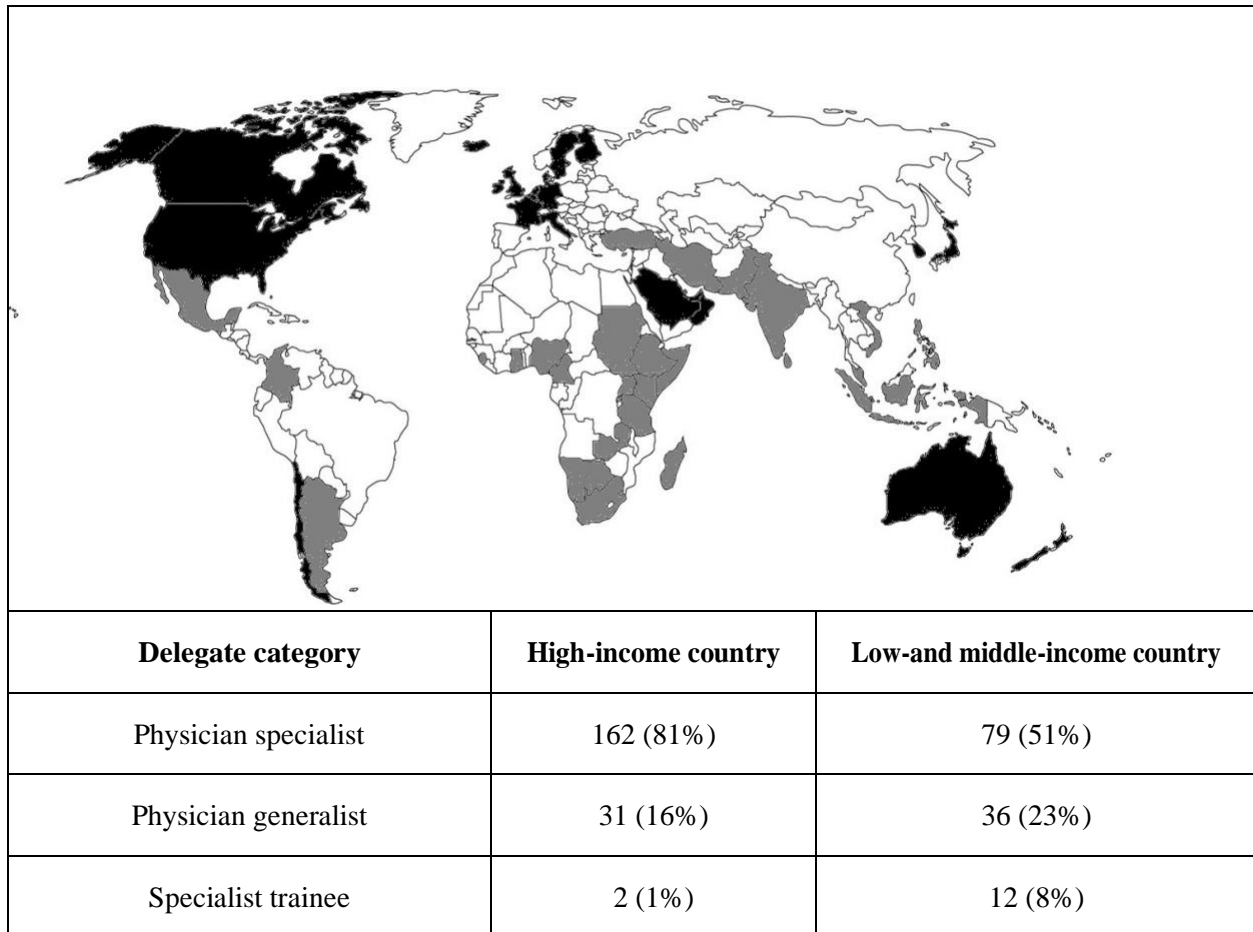 Delegate category High-income country Low-and middle-income country
Physician specialist 162 (81%) 79 (51%)
Physician generalist 31 (16%) 36 (23%)
Specialist trainee 2 (1%) 12 (8%)